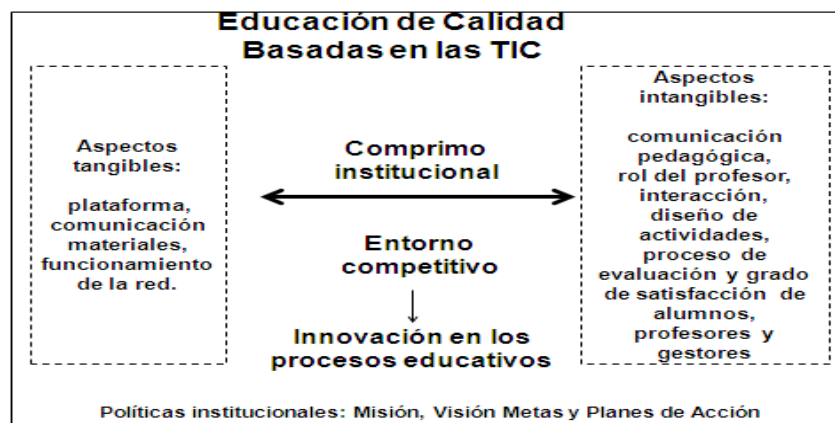 Educación de Calidad
Basadas en las TIC
Aspectos
tangibles:
plataforma,
comunicación
materiales,
funcionamiento
de la red.
Comprimo
institucional
Entorno
competitivo
Innovación en los
procesos educativos
Aspectos
intangibles:
comunicación
pedagógica,
rol del profesor,
interacción,
diseño de
actividades,
proceso de
evaluación y grado
de satisfacción de
alumnos,
profesores y
gestores
Políticas institucionales: Misión, Visión Metas y Planes de Acción